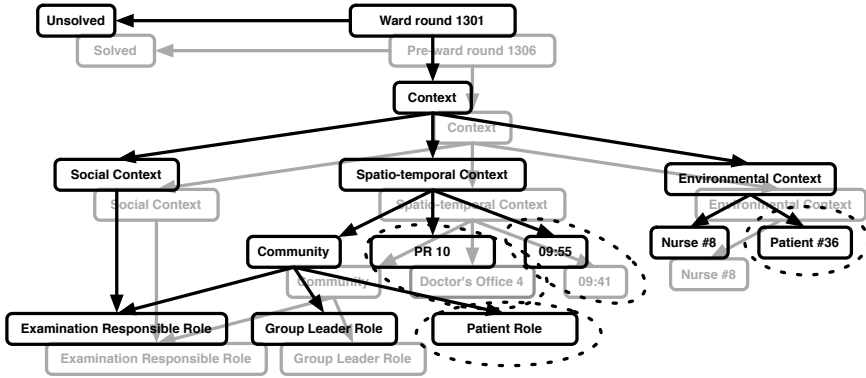 Unsolved
Ward round 1301
Solved
Pre-ward round 1306
Context
Context
Social Context
Spatio-temporal Context
Environmental Context
Social Context
Spatio-temporal Context
Environmental Context
Community
PR 10
09:55
Nurse #8
Patient #36
Community
Doctor's Office 4
09:41
Nurse #8
Examination Responsible Role
Group Leader Role
Patient Role
Examination Responsible Role
Group Leader Role